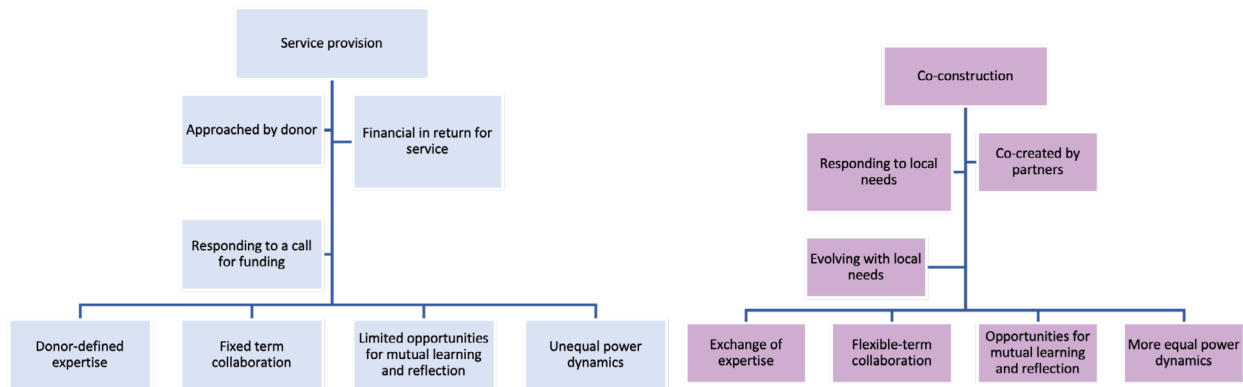 Service provision
Approached by donor
Financial in return for
service
Responding to a call
for funding
Donor-defined
expertise
Fixed term
collaboration
Limited opportunities
for mutual learning
and reflection
Unequal power
dynamics
Co-construction
Responding to local
needs
Co-created by
partners
Evolving with local
needs
Exchange of
expertise
Flexible-term
collaboration
Opportunities for
mutual learning
and reflection
More equal power
dynamics